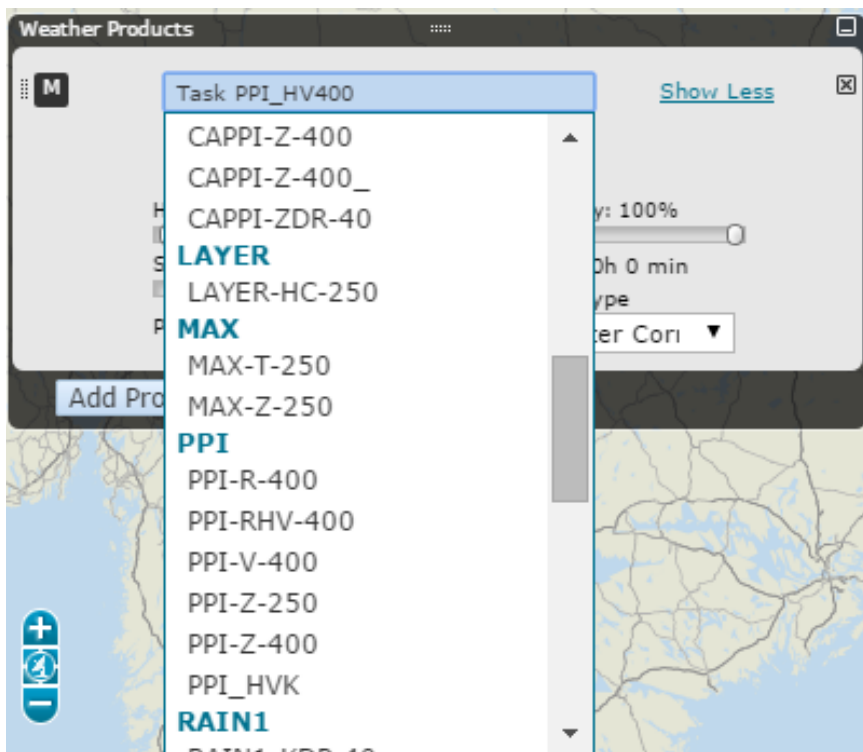 Weather Products
M
Task PPI_HV400
Show Less
CAPPI-Z-400
CAPPI-Z-400_
CAPPI-ZDR-40
y: 100%
LAYER
0h 0 min
LAYER-HC-250
ype
MAX
ter Corr
MAX-T-250
Add Pro
MAX-Z-250
PPI
PPI-R-400
PPI-RHV-400
PPI-V-400
PPI-Z-250
PPI-Z-400
PPI_HVK
RAIN1